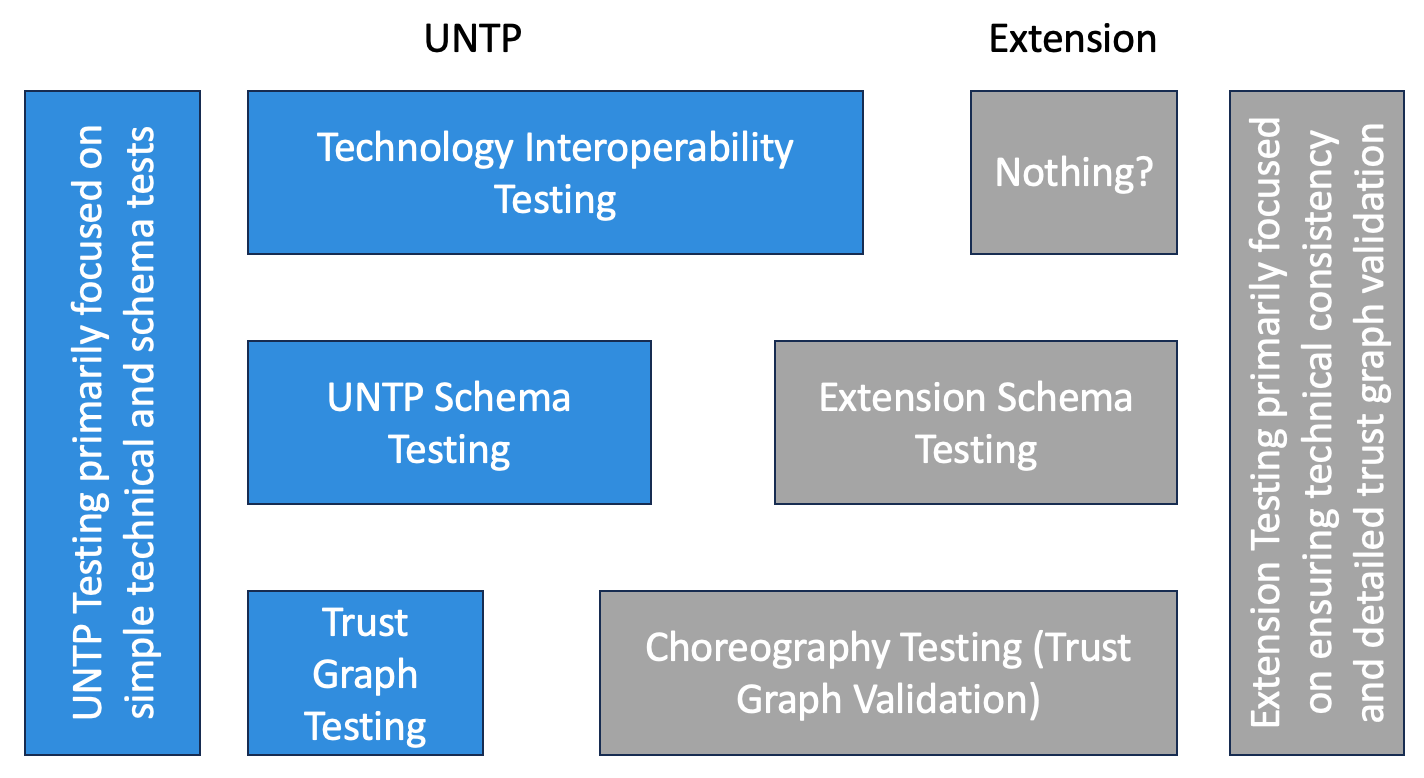 UNTP
Extension
UNTP Testing primarily focused on
simple technical and schema tests
Technology Interoperability
Testing
Nothing?
UNTP Schema
Testing
Extension Schema
Testing
Trust
Graph
Testing
Choreography Testing (Trust
Graph Validation)
Extension Testing primarily focused
on ensuring technical consistency
and detailed trust graph validation